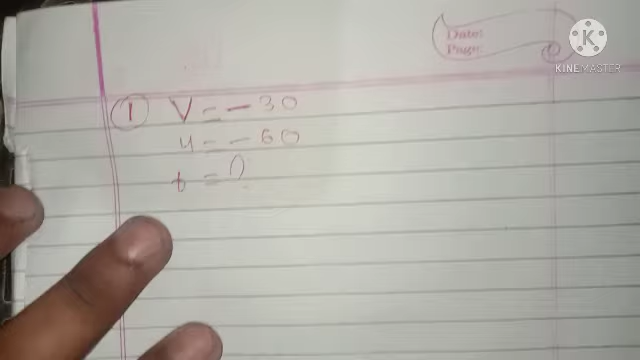 Date:
Page:
K
KINEMASTER
1 V = - 30
u = - 60
t = ?